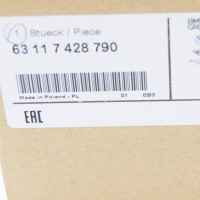 1 Stueck / Piece
63 11 7 428 790
Made in Poland - PL 01 EB3
EAC